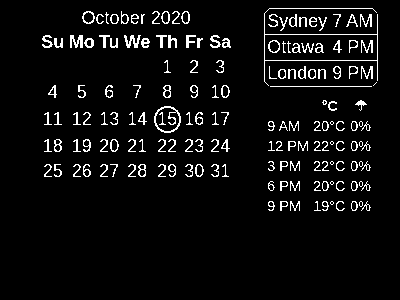 October 2020
Su Mo Tu We Th Fr Sa
1 2 3
4 5 6 7 8 9 10
11 12 13 14 15 16 17
18 19 20 21 22 23 24
25 26 27 28 29 30 31
Sydney 7 AM
Ottawa 4 PM
London 9 PM
°C ☂
9 AM 20°C 0%
12 PM 22°C 0%
3 PM 22°C 0%
6 PM 20°C 0%
9 PM 19°C 0%